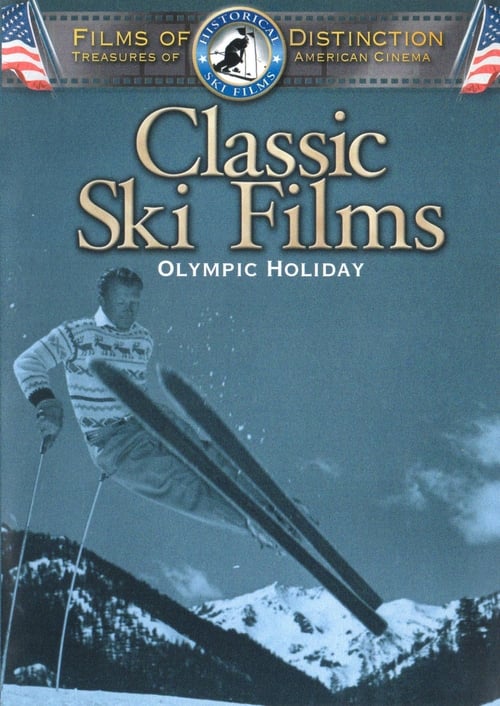 FILMS OF DISTINCTION
TREASURES OF AMERICAN CINEMA
HISTORICAL
SKI FILMS
Classic
Ski Films
OLYMPIC HOLIDAY